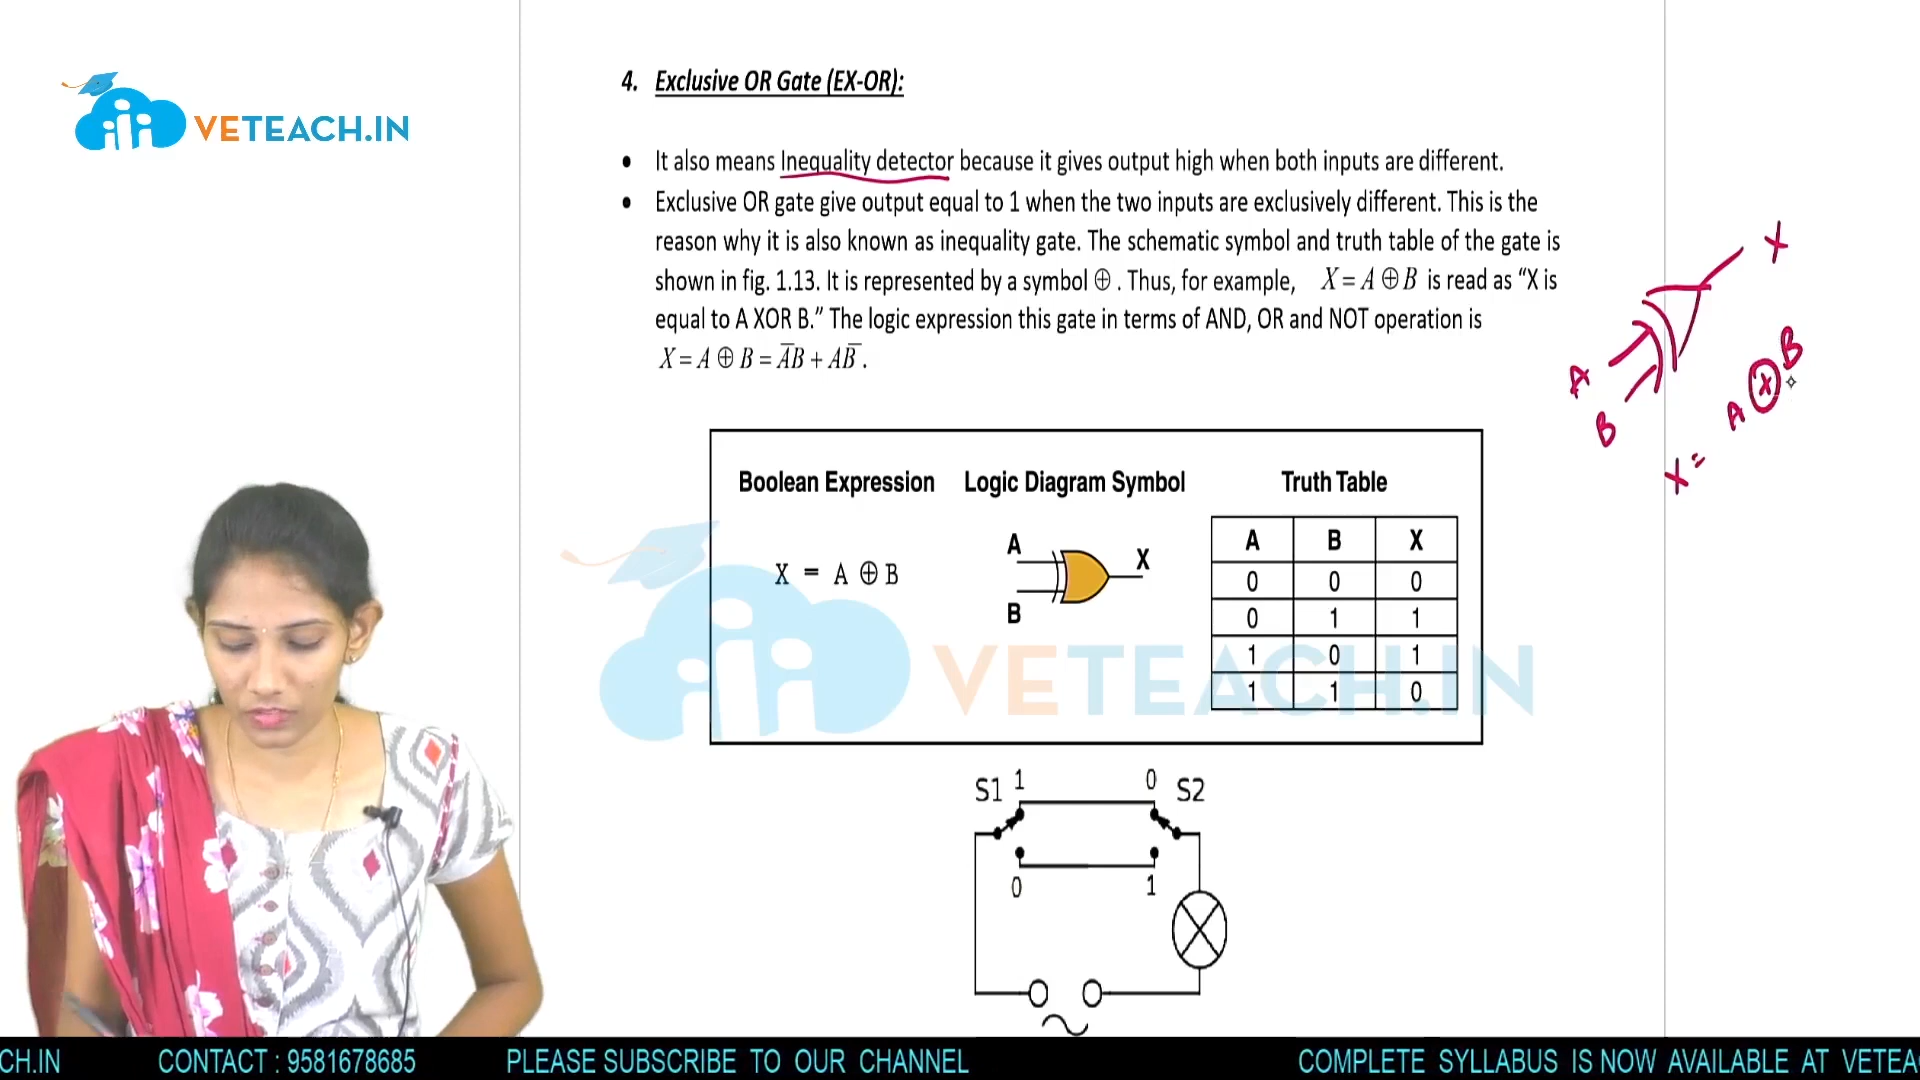 VETEACH.IN
4. Exclusive OR Gate (EX-OR):
• It also means Inequality detector because it gives output high when both inputs are different.
• Exclusive OR gate give output equal to 1 when the two inputs are exclusively different. This is the
reason why it is also known as inequality gate. The schematic symbol and truth table of the gate is
shown in fig. 1.13. It is represented by a symbol ⊕ . Thus, for example, X = A ⊕ B is read as “X is
equal to A XOR B.” The logic expression this gate in terms of AND, OR and NOT operation is
X = A ⊕ B = A̅B + AB̅ .
X
A
B
X = A ⊗ B
Boolean Expression Logic Diagram Symbol Truth Table
X = A ⊕ B
A
B
X
A B X
0 0 0
0 1 1
1 0 1
1 1 0
VETEACH.IN
S1 1 0 S2
0 1
CH.IN CONTACT : 9581678685 PLEASE SUBSCRIBE TO OUR CHANNEL COMPLETE SYLLABUS IS NOW AVAILABLE AT VETEA